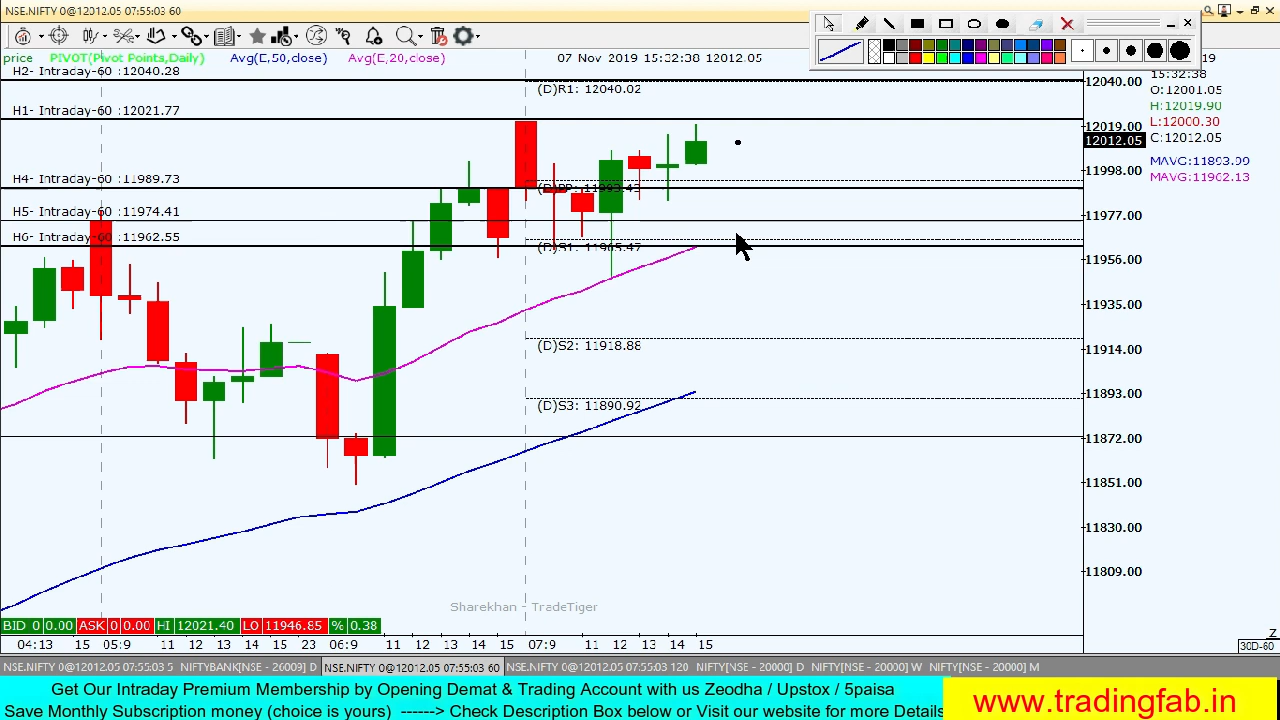 NSE.NIFTY 0@12012.05 07:55:03 60
price PIVOT(Pivot Points,Daily) Avg(E,50,close) Avg(E,20,close) 07 Nov 2019 15:32:38 12012.05
H2- Intraday-60 :12040.28
(D)R1: 12040.02
H1- Intraday-60 :12021.77
H4- Intraday-60 :11989.73
H5- Intraday-60 :11974.41
H6- Intraday-60 :11962.55
(D)S1: 11965.47
(D)S2: 11918.88
(D)S3: 11890.92
12040.00
12019.00
12012.05
11998.00
11977.00
11956.00
11935.00
11914.00
11893.00
11872.00
11851.00
11830.00
11809.00
15:32:38
O:12001.05
H:12019.90
L:12000.30
C:12012.05
MAVG:11893.99
MAVG:11962.13
Sharekhan - TradeTiger
BID 0 0.00 ASK 0 0.00 HI 12021.40 LO 11946.85 % 0.38
04:13 15 05:9 11 12 13 14 15 23 06:9 11 12 13 14 15 07:9 11 12 13 14 15
Z
30D-60
NSE.NIFTY 0@12012.05 07:55:03 5 NIFTYBANK[NSE - 26009] D NSE.NIFTY 0@12012.05 07:55:03 60 NSE.NIFTY 0@12012.05 07:55:03 120 NIFTY[NSE - 20000] D NIFTY[NSE - 20000] W NIFTY[NSE - 20000] M
Get Our Intraday Premium Membership by Opening Demat & Trading Account with us Zeodha / Upstox / 5paisa
Save Monthly Subscription money (choice is yours) ------> Check Description Box below or Visit our website for more Details
www.tradingfab.in